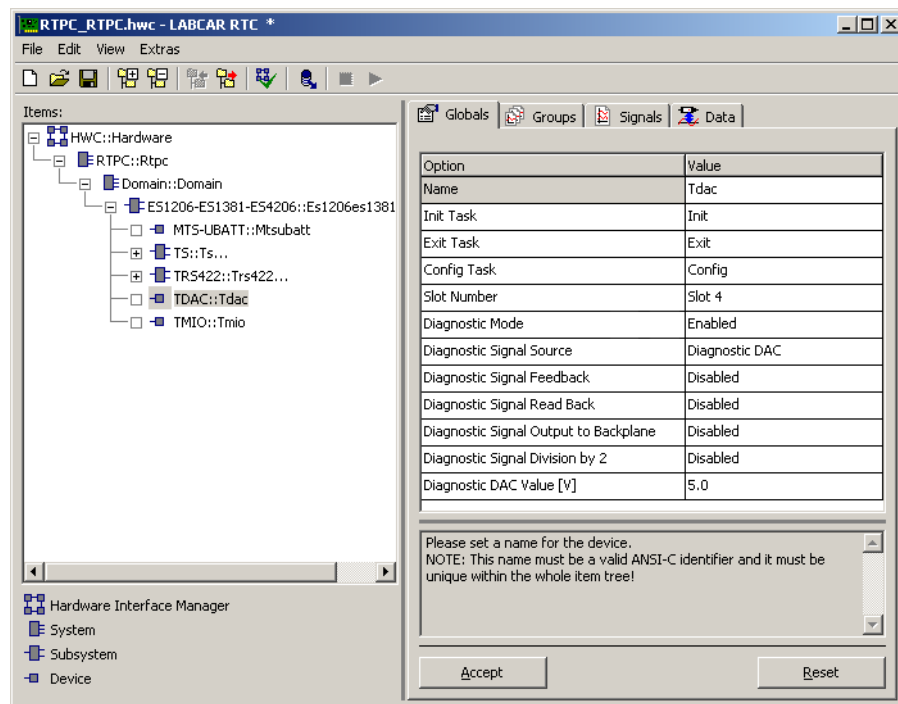 RTPC_RTPC.hwc - LABCAR RTC *
File Edit View Extras
Items:
HWC::Hardware
RTPC::Rtpc
Domain::Domain
ES1206-ES1381-ES4206::Es1206es1381
MTS-UBATT::Mtsubatt
TS::Ts...
TRS422::Trs422...
TDAC::Tdac
TMIO::Tmio
Hardware Interface Manager
System
Subsystem
Device
Globals Groups Signals Data
Option Value
Name Tdac
Init Task Init
Exit Task Exit
Config Task Config
Slot Number Slot 4
Diagnostic Mode Enabled
Diagnostic Signal Source Diagnostic DAC
Diagnostic Signal Feedback Disabled
Diagnostic Signal Read Back Disabled
Diagnostic Signal Output to Backplane Disabled
Diagnostic Signal Division by 2 Disabled
Diagnostic DAC Value [V] 5.0
Please set a name for the device.
NOTE: This name must be a valid ANSI-C identifier and it must be
unique within the whole item tree!
Accept Reset